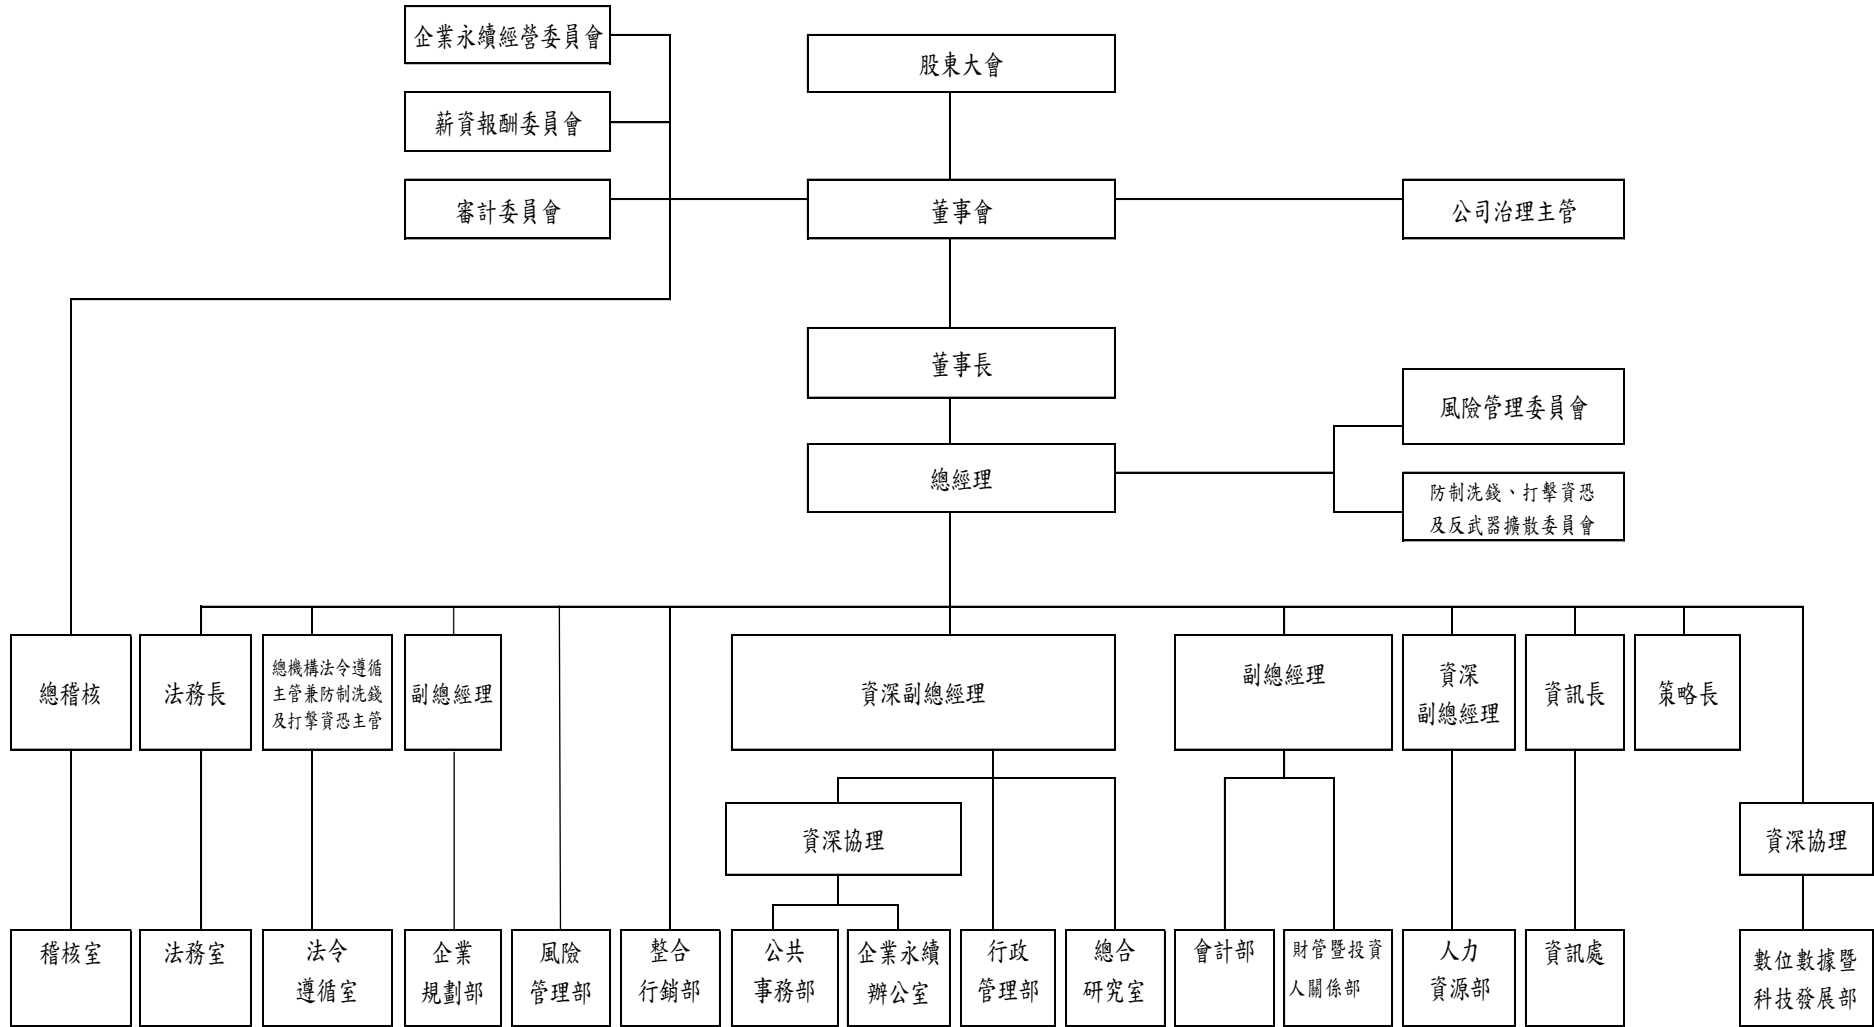 企業永續經營委員會
股東大會
薪資報酬委員會
審計委員會
董事會
公司治理主管
董事長
風險管理委員會
總經理
防制洗錢、打擊資恐
及反武器擴散委員會
總稽核
法務長
總機構法令遵循
主管兼防制洗錢
及打擊資恐主管
副總經理
資深副總經理
副總經理
資深
副總經理
資訊長
策略長
資深協理
資深協理
稽核室
法務室
法令
遵循室
企業
規劃部
風險
管理部
整合
行銷部
公共
事務部
企業永續
辦公室
行政
管理部
總合
研究室
會計部
財管暨投資
人關係部
人力
資源部
資訊處
數位數據暨
科技發展部